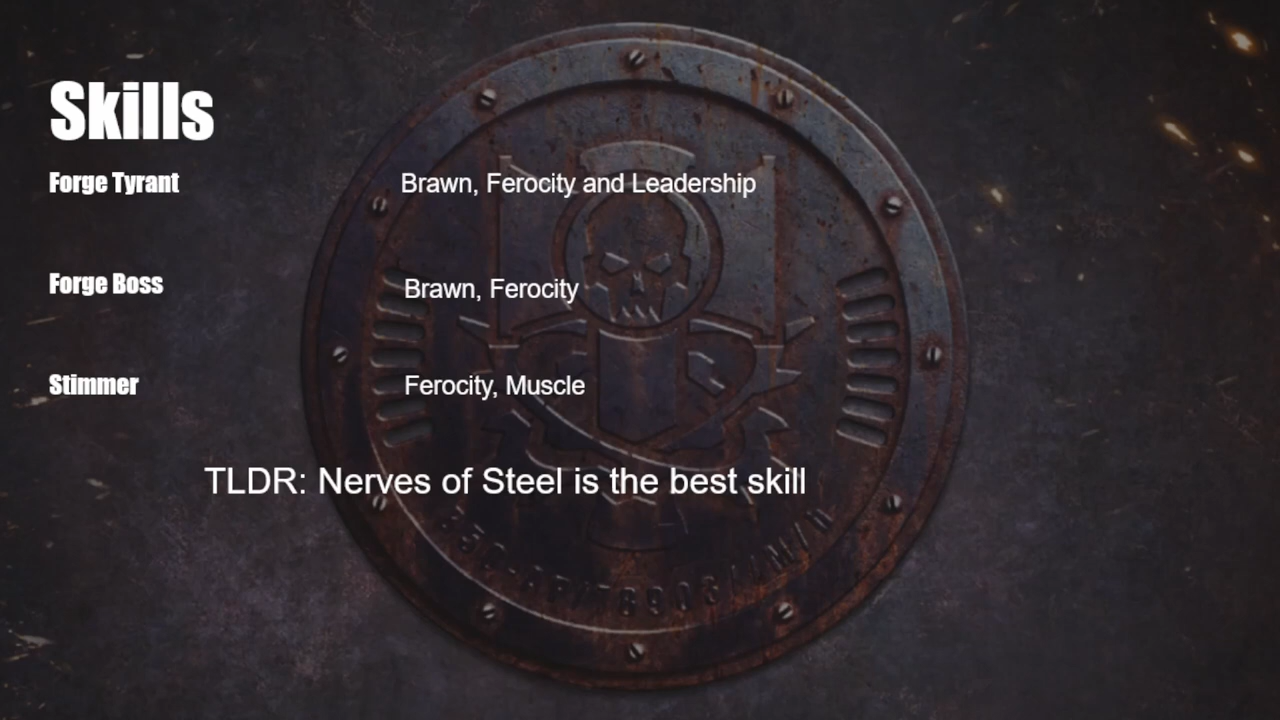 Skills
Forge Tyrant Brawn, Ferocity and Leadership
Forge Boss Brawn, Ferocity
Stimmer Ferocity, Muscle
TLDR: Nerves of Steel is the best skill